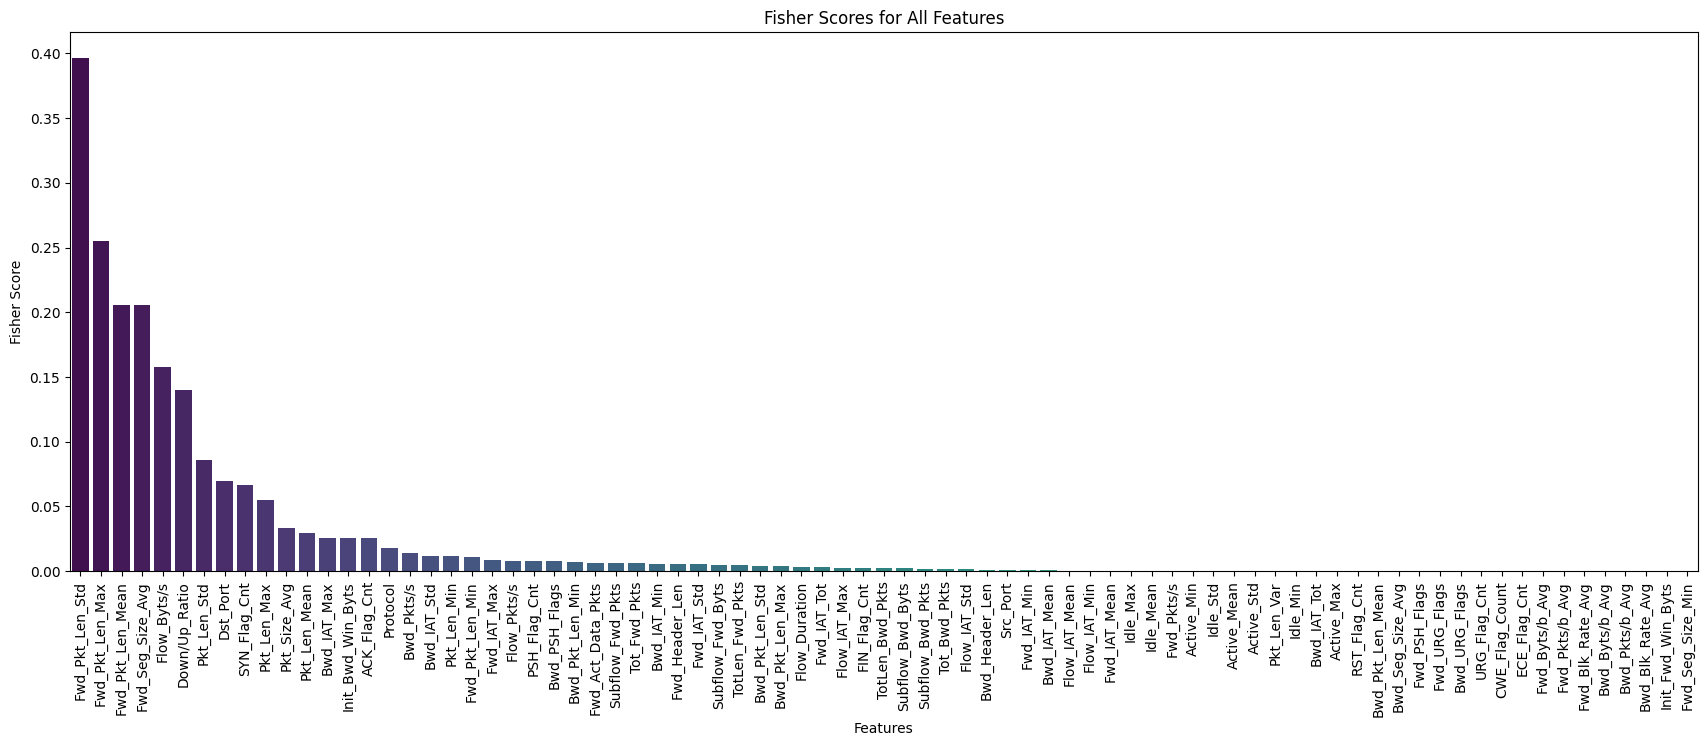 Fisher Scores for All Features
Fisher Score
0.40
0.35
0.30
0.25
0.20
0.15
0.10
0.05
0.00
Fwd_Pkt_Len_Std
Fwd_Pkt_Len_Max
Fwd_Pkt_Len_Mean
Fwd_Seg_Size_Avg
Flow_Byts/s
Down/Up_Ratio
Pkt_Len_Std
Dst_Port
SYN_Flag_Cnt
Pkt_Len_Max
Pkt_Size_Avg
Pkt_Len_Mean
Bwd_IAT_Max
Init_Bwd_Win_Byts
ACK_Flag_Cnt
Protocol
Bwd_Pkts/s
Bwd_IAT_Std
Pkt_Len_Min
Fwd_Pkt_Len_Min
Fwd_IAT_Max
Flow_Pkts/s
PSH_Flag_Cnt
Bwd_PSH_Flags
Bwd_Pkt_Len_Min
Fwd_Act_Data_Pkts
Subflow_Fwd_Pkts
Tot_Fwd_Pkts
Bwd_IAT_Min
Fwd_Header_Len
Fwd_IAT_Std
Subflow_Fwd_Byts
TotLen_Fwd_Pkts
Bwd_Pkt_Len_Std
Bwd_Pkt_Len_Max
Flow_Duration
Fwd_IAT_Tot
Flow_IAT_Max
FIN_Flag_Cnt
TotLen_Bwd_Pkts
Subflow_Bwd_Byts
Subflow_Bwd_Pkts
Tot_Bwd_Pkts
Flow_IAT_Std
Bwd_Header_Len
Src_Port
Fwd_IAT_Min
Bwd_IAT_Mean
Flow_IAT_Mean
Flow_IAT_Min
Fwd_IAT_Mean
Idle_Max
Idle_Mean
Fwd_Pkts/s
Active_Min
Idle_Std
Active_Mean
Active_Std
Pkt_Len_Var
Idle_Min
Bwd_IAT_Tot
Active_Max
RST_Flag_Cnt
Bwd_Pkt_Len_Mean
Bwd_Seg_Size_Avg
Fwd_PSH_Flags
Fwd_URG_Flags
Bwd_URG_Flags
URG_Flag_Cnt
CWE_Flag_Count
ECE_Flag_Cnt
Fwd_Byts/b_Avg
Fwd_Pkts/b_Avg
Fwd_Blk_Rate_Avg
Bwd_Byts/b_Avg
Bwd_Pkts/b_Avg
Bwd_Blk_Rate_Avg
Init_Fwd_Win_Byts
Fwd_Seg_Size_Min
Features